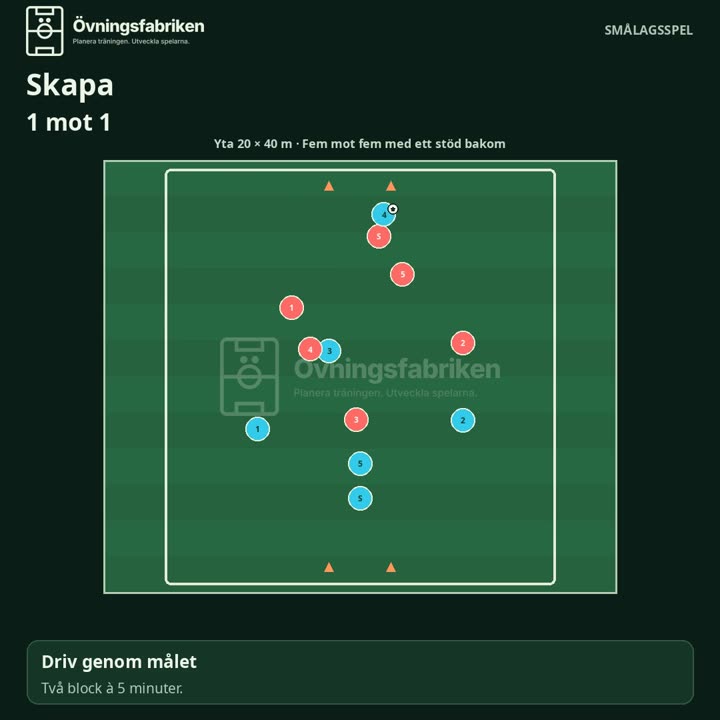 Övningsfabriken
Planera träningen. Utveckla spelarna.
SMÅLAGSSPEL
Skapa
1 mot 1
Yta 20 × 40 m · Fem mot fem med ett stöd bakom
4
5
5
1
4 3
2
Övningsfabriken
Planera träningen. Utveckla spelarna.
1
3
2
5
5
Driv genom målet
Två block à 5 minuter.